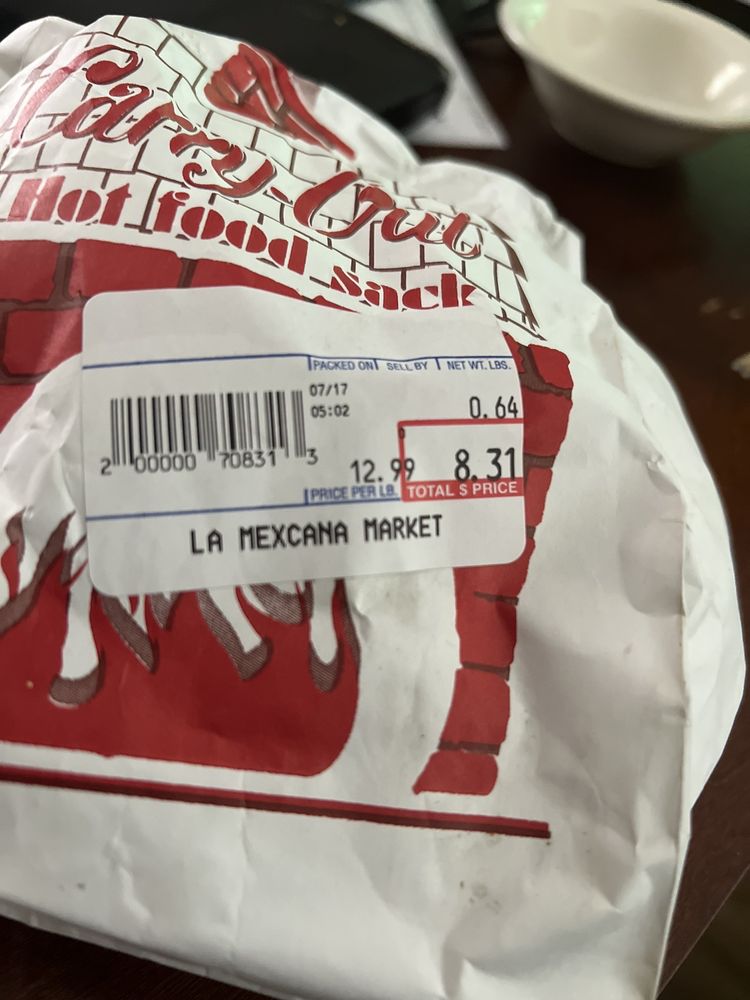 Carry-Out
Hot food sack
PACKED ON SELL BY NET WT. LBS.
07/17
05:02
0.64
2 00000 70831 3
12.99 8.31
PRICE PER LB. TOTAL $ PRICE
LA MEXCANA MARKET